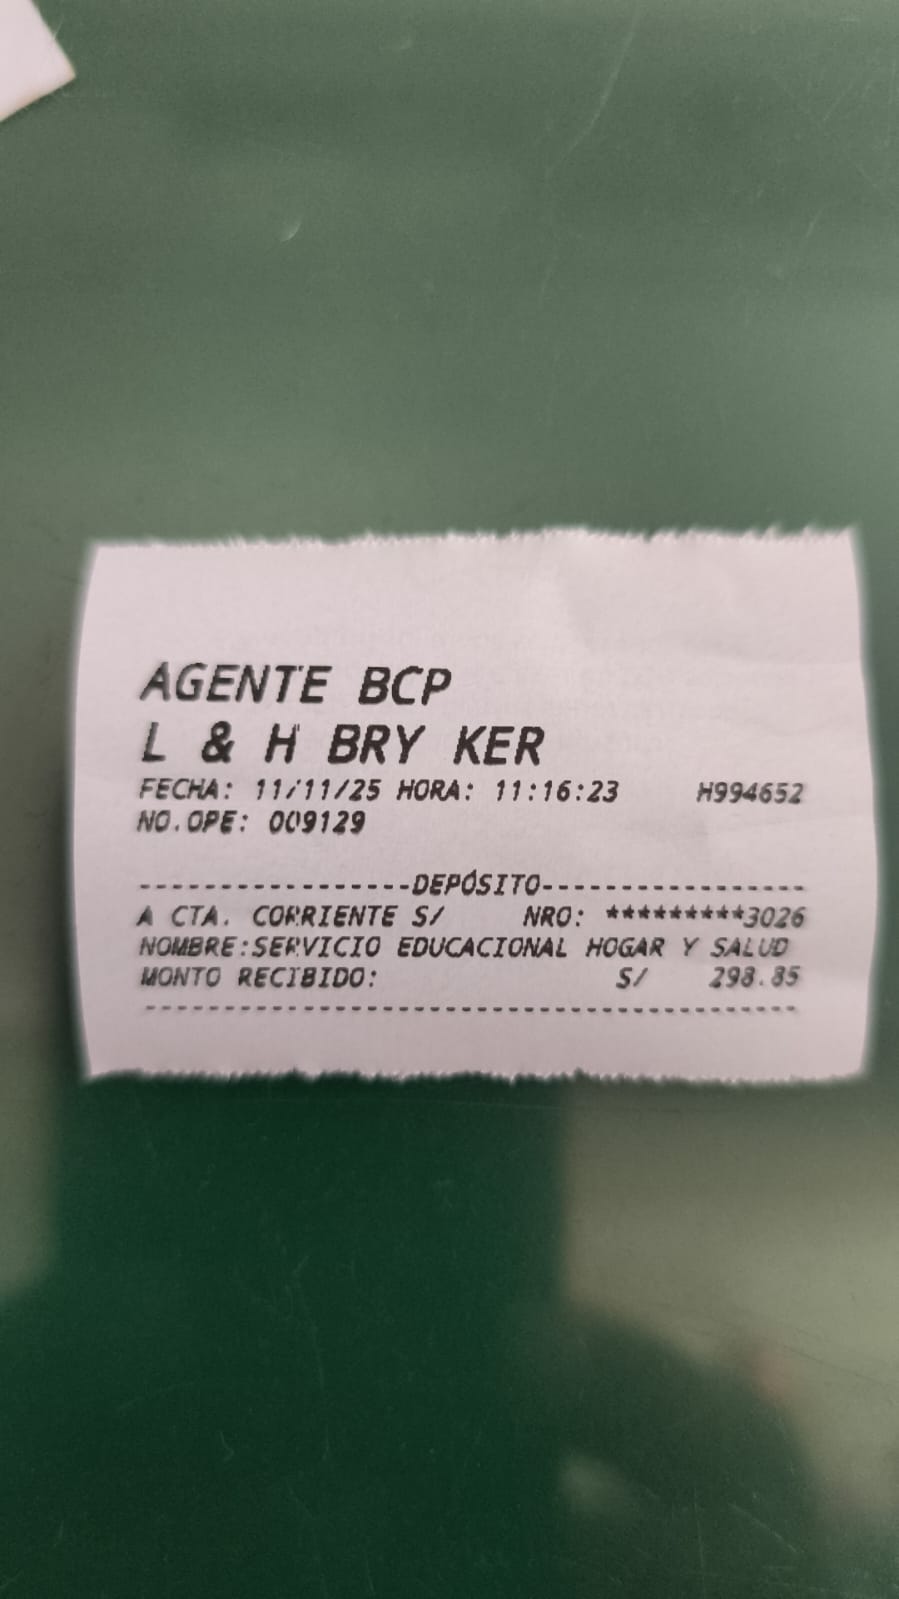 AGENTE BCP
L & H BRY KER
FECHA: 11/11/25 HORA: 11:16:23 H994652
NO.OPE: 009129
-----------------DEPÓSITO-----------------
A CTA. CORRIENTE S/ NRO: *********3026
NOMBRE:SERVICIO EDUCACIONAL HOGAR Y SALUD
MONTO RECIBIDO: S/ 298.85